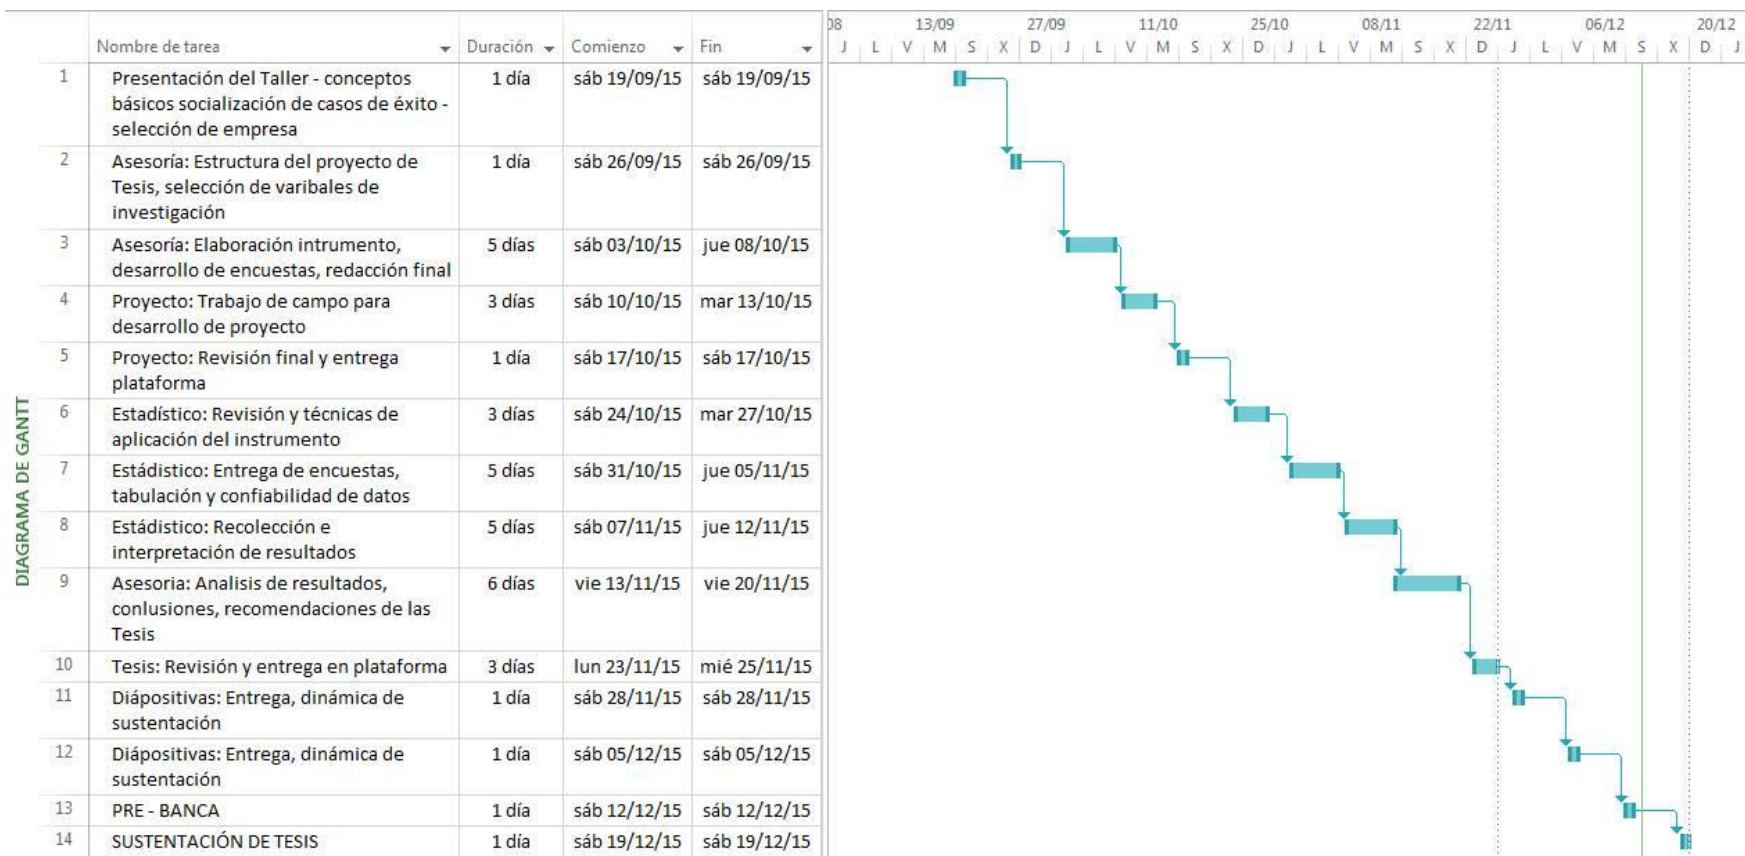 08 13/09 27/09 11/10 25/10 08/11 22/11 06/12 20/12
Nombre de tarea Duración Comienzo Fin J L V M S X D J L V M S X D J L V M S X D J L V M S X D J
1 Presentación del Taller - conceptos 1 día sáb 19/09/15 sáb 19/09/15
básicos socialización de casos de éxito -
selección de empresa
2 Asesoría: Estructura del proyecto de 1 día sáb 26/09/15 sáb 26/09/15
Tesis, selección de varibales de
investigación
3 Asesoría: Elaboración intrumento, 5 días sáb 03/10/15 jue 08/10/15
desarrollo de encuestas, redacción final
4 Proyecto: Trabajo de campo para 3 días sáb 10/10/15 mar 13/10/15
desarrollo de proyecto
5 Proyecto: Revisión final y entrega 1 día sáb 17/10/15 sáb 17/10/15
plataforma
DIAGRAMA DE GANTT
6 Estadístico: Revisión y técnicas de 3 días sáb 24/10/15 mar 27/10/15
aplicación del instrumento
7 Estádistico: Entrega de encuestas, 5 días sáb 31/10/15 jue 05/11/15
tabulación y confiabilidad de datos
8 Estádistico: Recolección e 5 días sáb 07/11/15 jue 12/11/15
interpretación de resultados
9 Asesoria: Analisis de resultados, 6 días vie 13/11/15 vie 20/11/15
conlusiones, recomendaciones de las
Tesis
10 Tesis: Revisión y entrega en plataforma 3 días lun 23/11/15 mié 25/11/15
11 Diápositivas: Entrega, dinámica de 1 día sáb 28/11/15 sáb 28/11/15
sustentación
12 Diápositivas: Entrega, dinámica de 1 día sáb 05/12/15 sáb 05/12/15
sustentación
13 PRE - BANCA 1 día sáb 12/12/15 sáb 12/12/15
14 SUSTENTACIÓN DE TESIS 1 día sáb 19/12/15 sáb 19/12/15